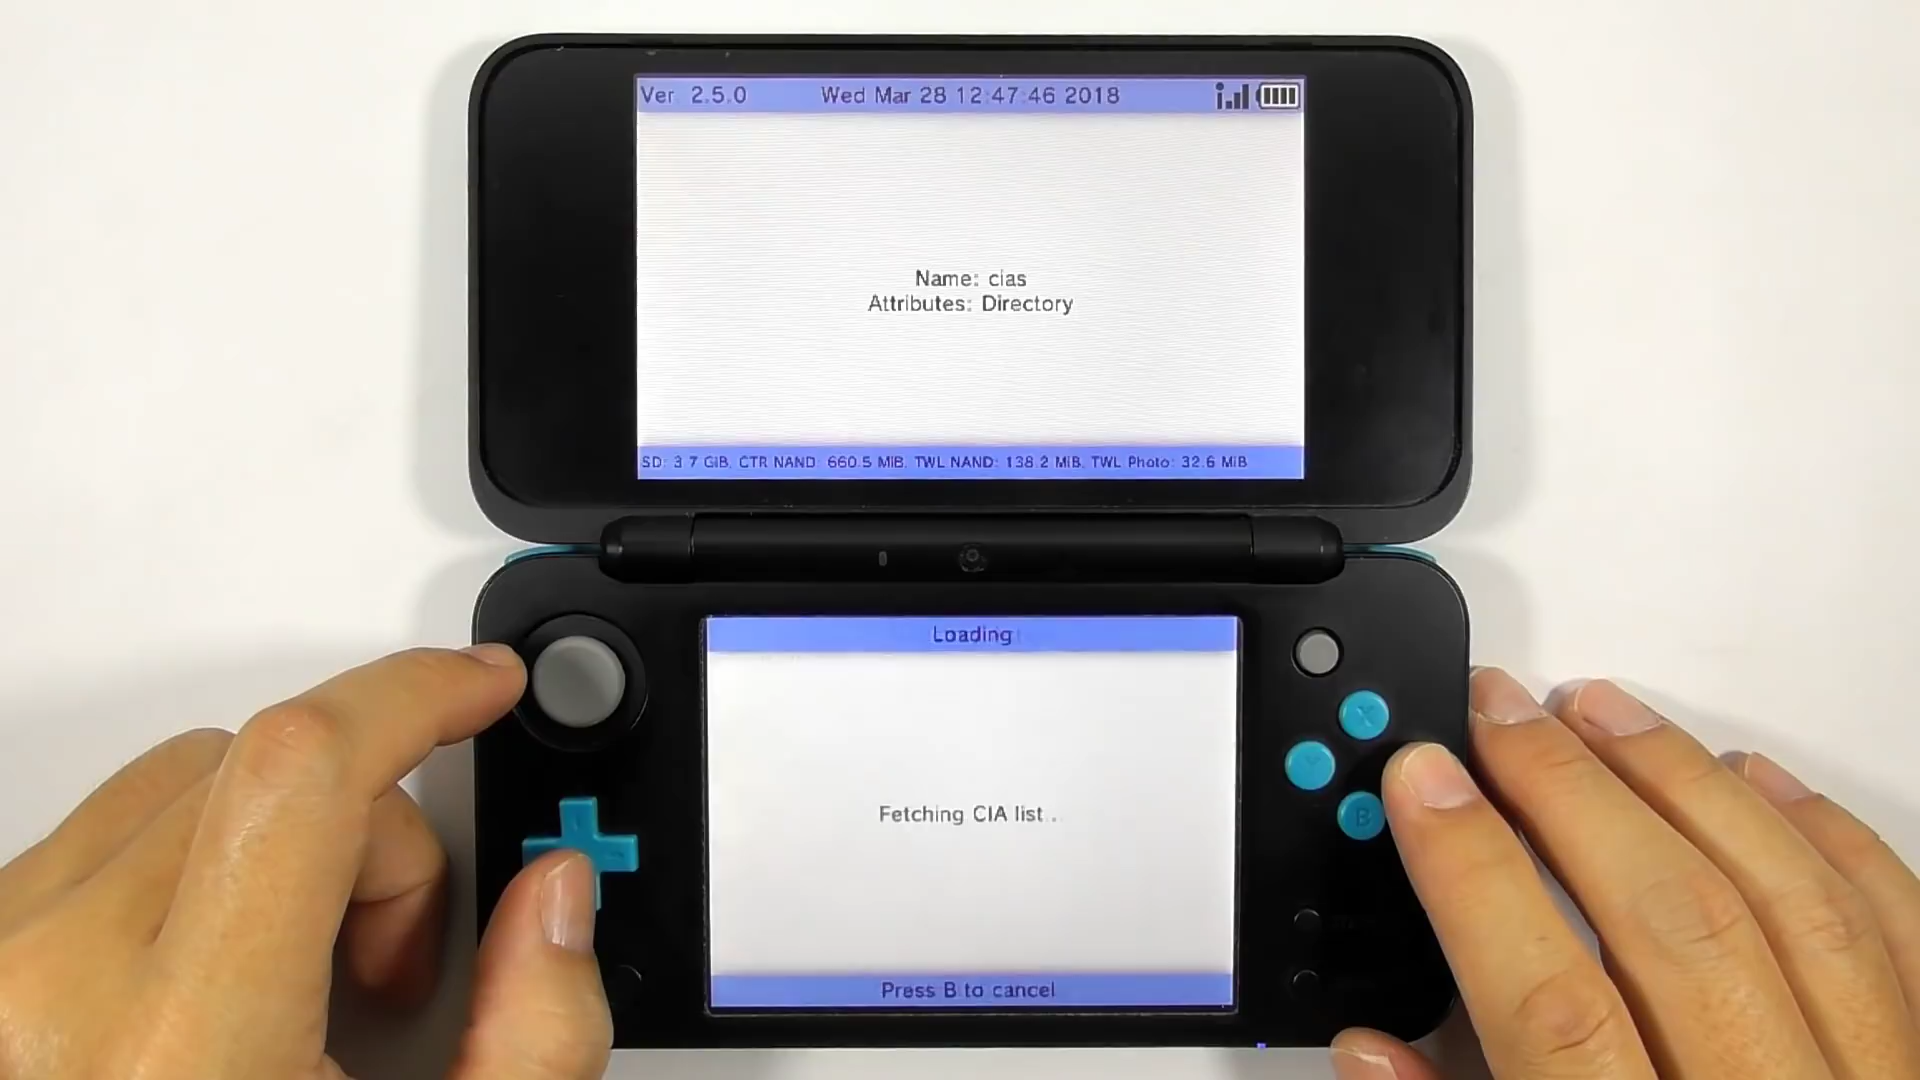 Ver. 2.5.0
Wed Mar 28 12:47:46 2018
Name: cias
Attributes: Directory
SD: 3.7 GiB, CTR NAND: 660.5 MiB, TWL NAND: 138.2 MiB, TWL Photo: 32.6 MiB
Loading
Fetching CIA list..
Press B to cancel
X
Y
B